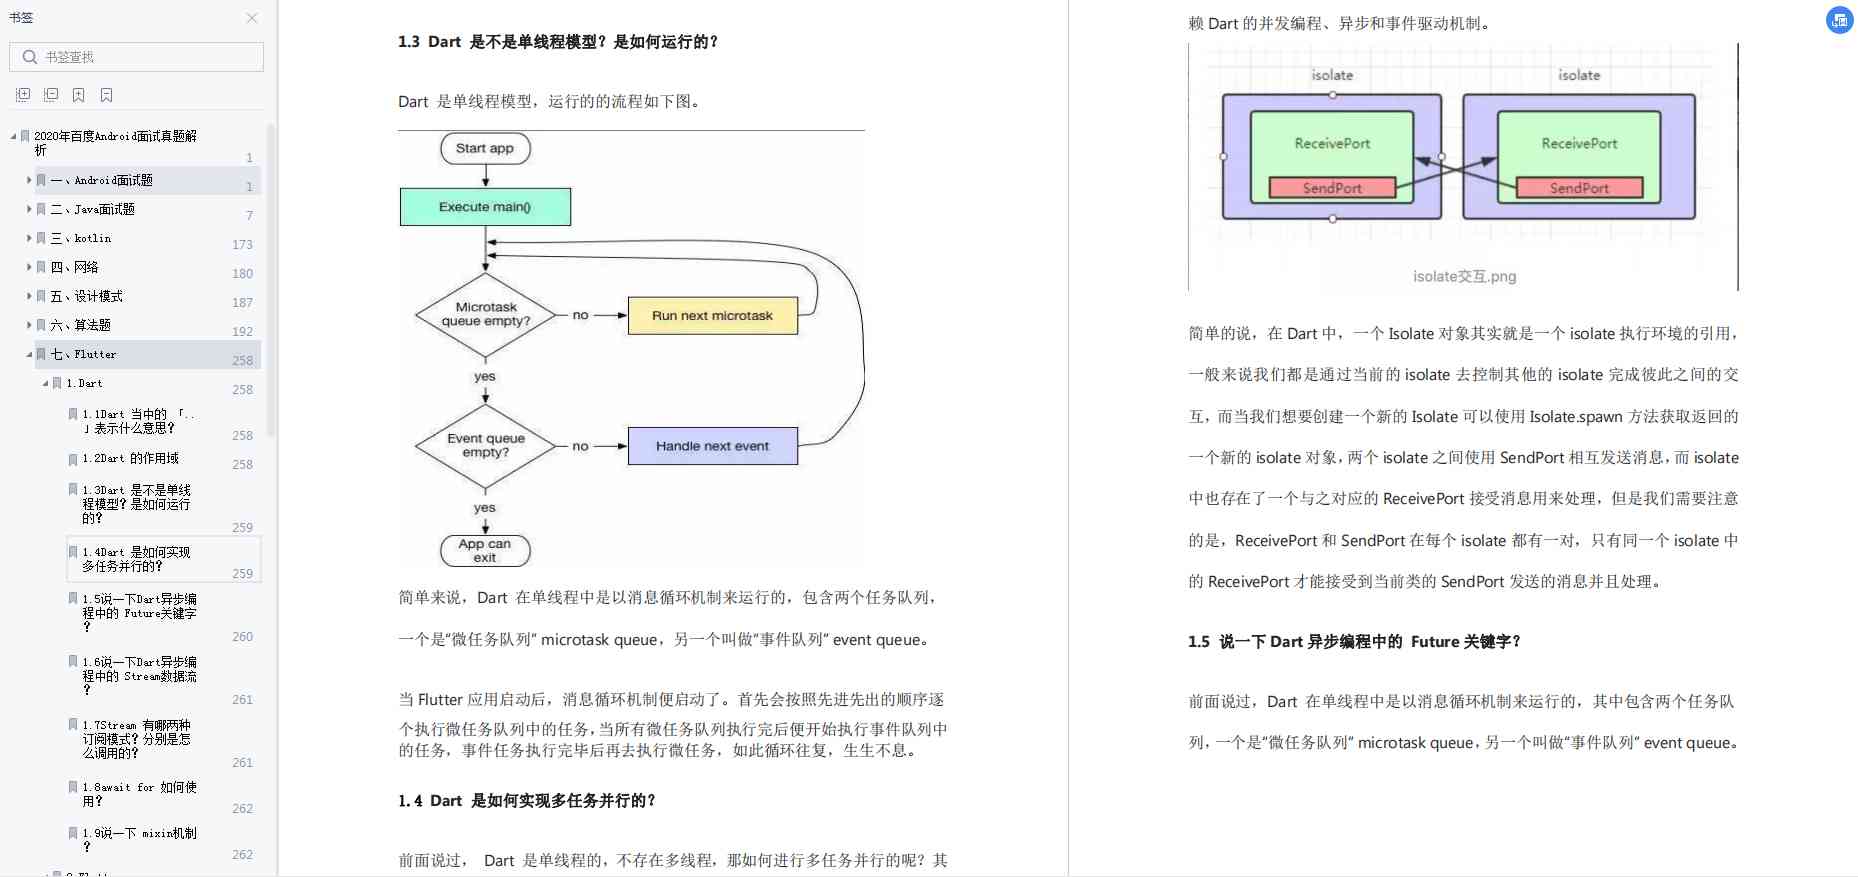 书签
书签查找
2020年百度Android面试真题解
析
1
一、Android面试题
1
二、Java面试题
7
三、kotlin
173
四、网络
180
五、设计模式
187
六、算法题
192
七、Flutter
258
1.Dart
258
1.1Dart 当中的 「..
」表示什么意思?
258
1.2Dart 的作用域
258
1.3Dart 是不是单线
程模型? 是如何运行
的?
259
1.4Dart 是如何实现
多任务并行的?
259
1.5说一下Dart异步编
程中的 Future关键字
?
260
1.6说一下Dart异步编
程中的 Stream数据流
?
261
1.7Stream 有哪两种
订阅模式? 分别是怎
么调用的?
261
1.8await for 如何使
用?
262
1.9说一下 mixin机制
?
262
1.3 Dart 是不是单线程模型? 是如何运行的?
Dart 是单线程模型，运行的的流程如下图。
Start app
Execute main()
Microtask
queue empty?
no
Run next microtask
yes
Event queue
empty?
no
Handle next event
yes
App can
exit
简单来说，Dart 在单线程中是以消息循环机制来运行的，包含两个任务队列，
一个是“微任务队列” microtask queue，另一个叫做“事件队列” event queue。
当 Flutter 应用启动后，消息循环机制便启动了。首先会按照先进先出的顺序逐
个执行微任务队列中的任务，当所有微任务队列执行完后便开始执行事件队列中
的任务，事件任务执行完毕后再去执行微任务，如此循环往复，生生不息。
1.4 Dart 是如何实现多任务并行的?
前面说过， Dart 是单线程的，不存在多线程，那如何进行多任务并行的呢? 其
赖 Dart 的并发编程、异步和事件驱动机制。
isolate
isolate
ReceivePort
ReceivePort
SendPort
SendPort
isolate交互.png
简单的说，在 Dart 中，一个 Isolate 对象其实就是一个 isolate 执行环境的引用，
一般来说我们都是通过当前的 isolate 去控制其他的 isolate 完成彼此之间的交
互，而当我们想要创建一个新的 Isolate 可以使用 Isolate.spawn 方法获取返回的
一个新的 isolate 对象，两个 isolate 之间使用 SendPort 相互发送消息，而 isolate
中也存在了一个与之对应的 ReceivePort 接受消息用来处理，但是我们需要注意
的是，ReceivePort 和 SendPort 在每个 isolate 都有一对，只有同一个 isolate 中
的 ReceivePort 才能接受到当前类的 SendPort 发送的消息并且处理。
1.5 说一下 Dart 异步编程中的 Future 关键字?
前面说过，Dart 在单线程中是以消息循环机制来运行的，其中包含两个任务队
列，一个是“微任务队列” microtask queue，另一个叫做“事件队列” event queue。